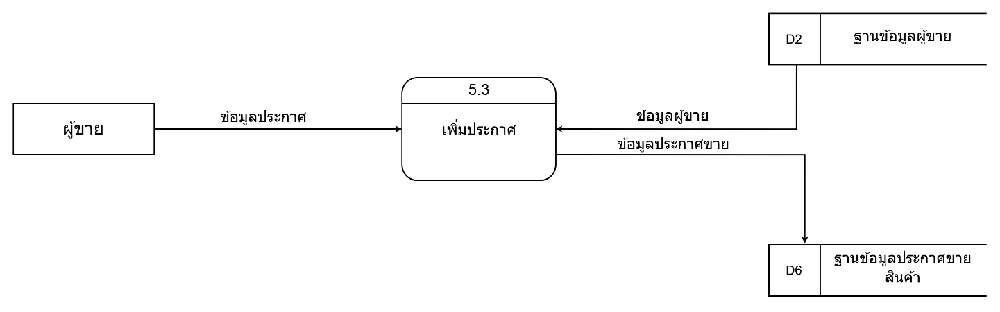 D2
ฐานข้อมูลผู้ขาย
5.3
ผู้ขาย
ข้อมูลประกาศ
เพิ่มประกาศ
ข้อมูลผู้ขาย
ข้อมูลประกาศขาย
D6
ฐานข้อมูลประกาศขาย
สินค้า